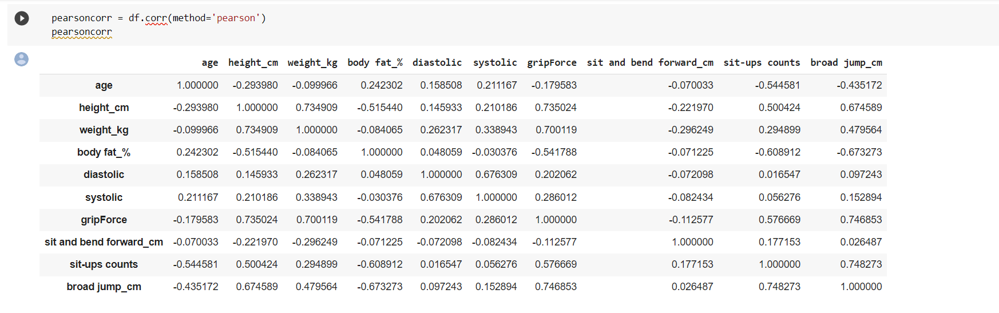 pearsoncorr = df.corr(method='pearson')
pearsoncorr
age height_cm weight_kg body fat_% diastolic systolic gripForce sit and bend forward_cm sit-ups counts broad jump_cm
age 1.000000 -0.293980 -0.099966 0.242302 0.158508 0.211167 -0.179583 -0.070033 -0.544581 -0.435172
height_cm -0.293980 1.000000 0.734909 -0.515440 0.145933 0.210186 0.735024 -0.221970 0.500424 0.674589
weight_kg -0.099966 0.734909 1.000000 -0.084065 0.262317 0.338943 0.700119 -0.296249 0.294899 0.479564
body fat_% 0.242302 -0.515440 -0.084065 1.000000 0.048059 -0.030376 -0.541788 -0.071225 -0.608912 -0.673273
diastolic 0.158508 0.145933 0.262317 0.048059 1.000000 0.676309 0.202062 -0.072098 0.016547 0.097243
systolic 0.211167 0.210186 0.338943 -0.030376 0.676309 1.000000 0.286012 -0.082434 0.056276 0.152894
gripForce -0.179583 0.735024 0.700119 -0.541788 0.202062 0.286012 1.000000 -0.112577 0.576669 0.746853
sit and bend forward_cm -0.070033 -0.221970 -0.296249 -0.071225 -0.072098 -0.082434 -0.112577 1.000000 0.177153 0.026487
sit-ups counts -0.544581 0.500424 0.294899 -0.608912 0.016547 0.056276 0.576669 0.177153 1.000000 0.748273
broad jump_cm -0.435172 0.674589 0.479564 -0.673273 0.097243 0.152894 0.746853 0.026487 0.748273 1.000000